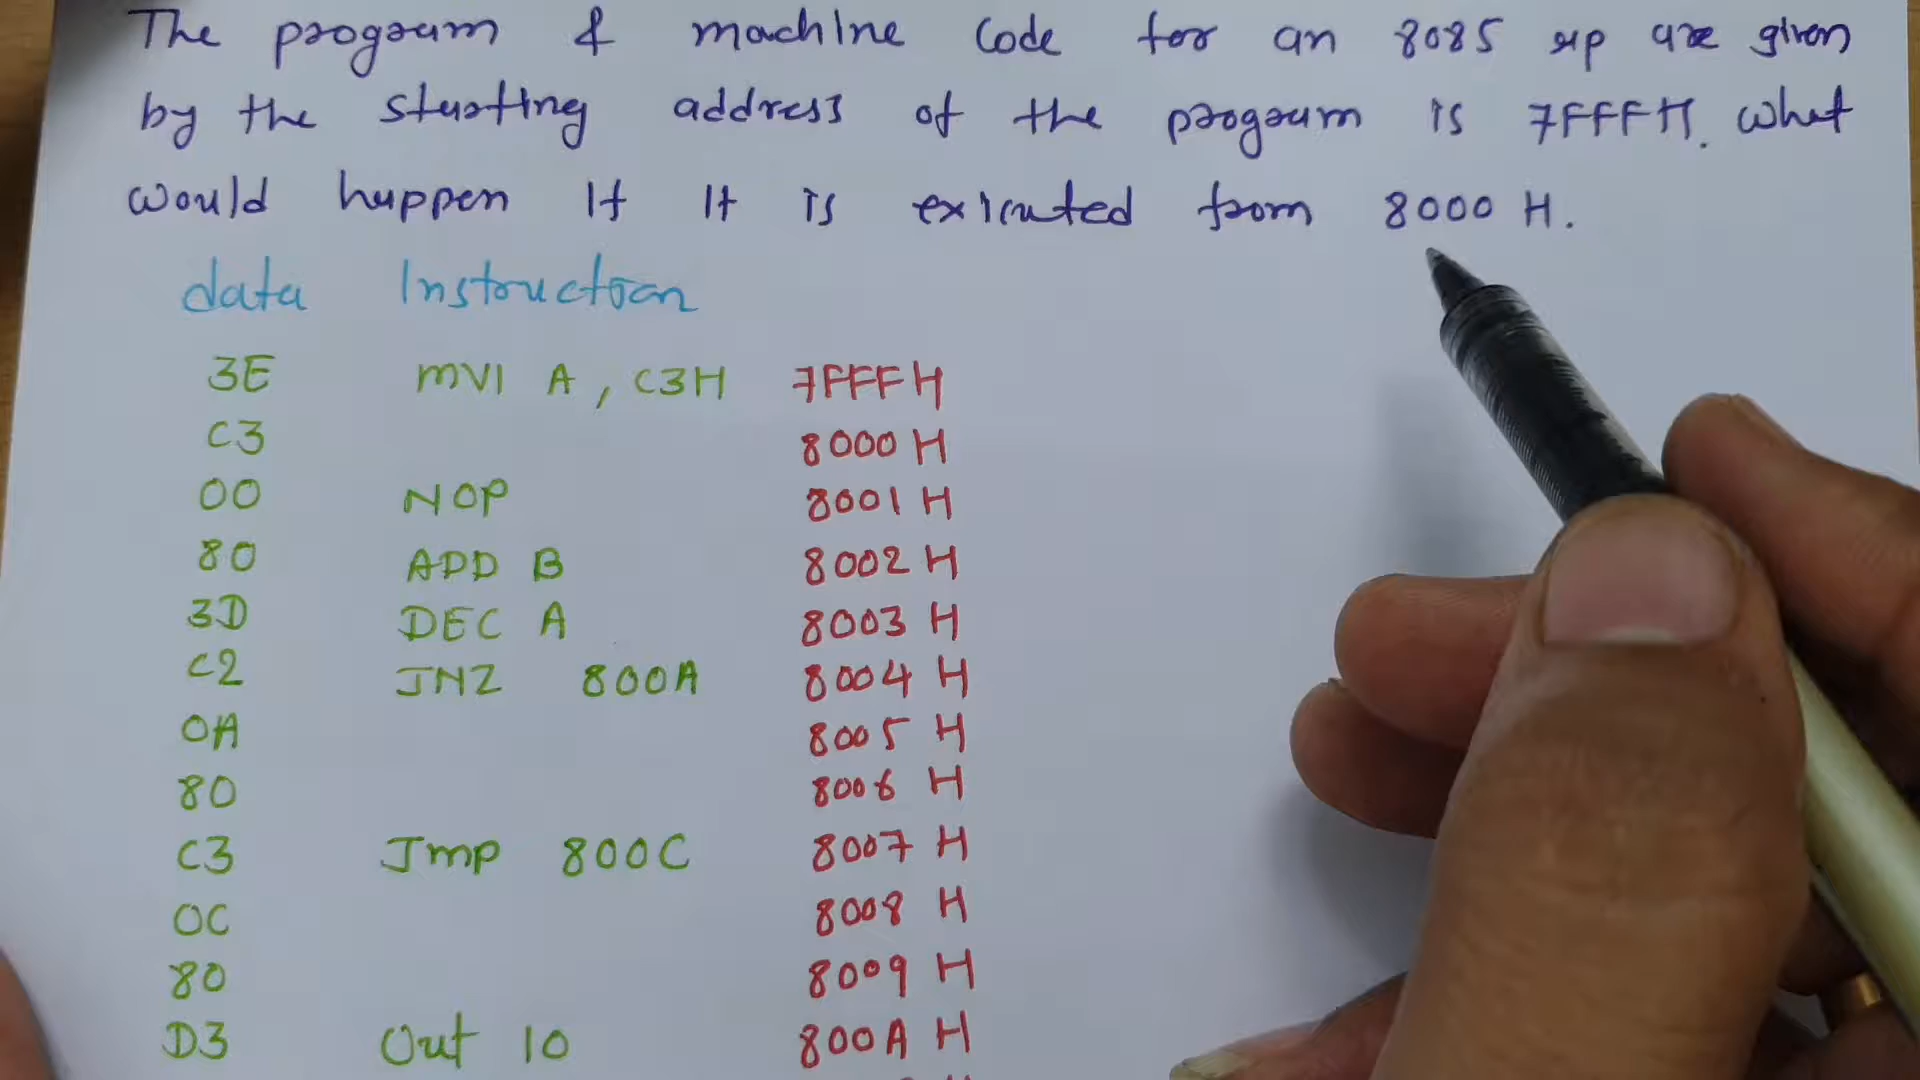 The program & machine code for an 8085 μp are given
by the starting address of the program is 7FFFH. What
would happen if it is exicuted from 8000 H.
data Instruction
3E MVI A, C3H 7FFFH
C3 8000 H
00 NOP 8001 H
80 ADD B 8002 H
3D DEC A 8003 H
C2 JNZ 800A 8004 H
0A 8005 H
80 8006 H
C3 Jmp 800C 8007 H
0C 8008 H
80 8009 H
D3 Out 10 800A H